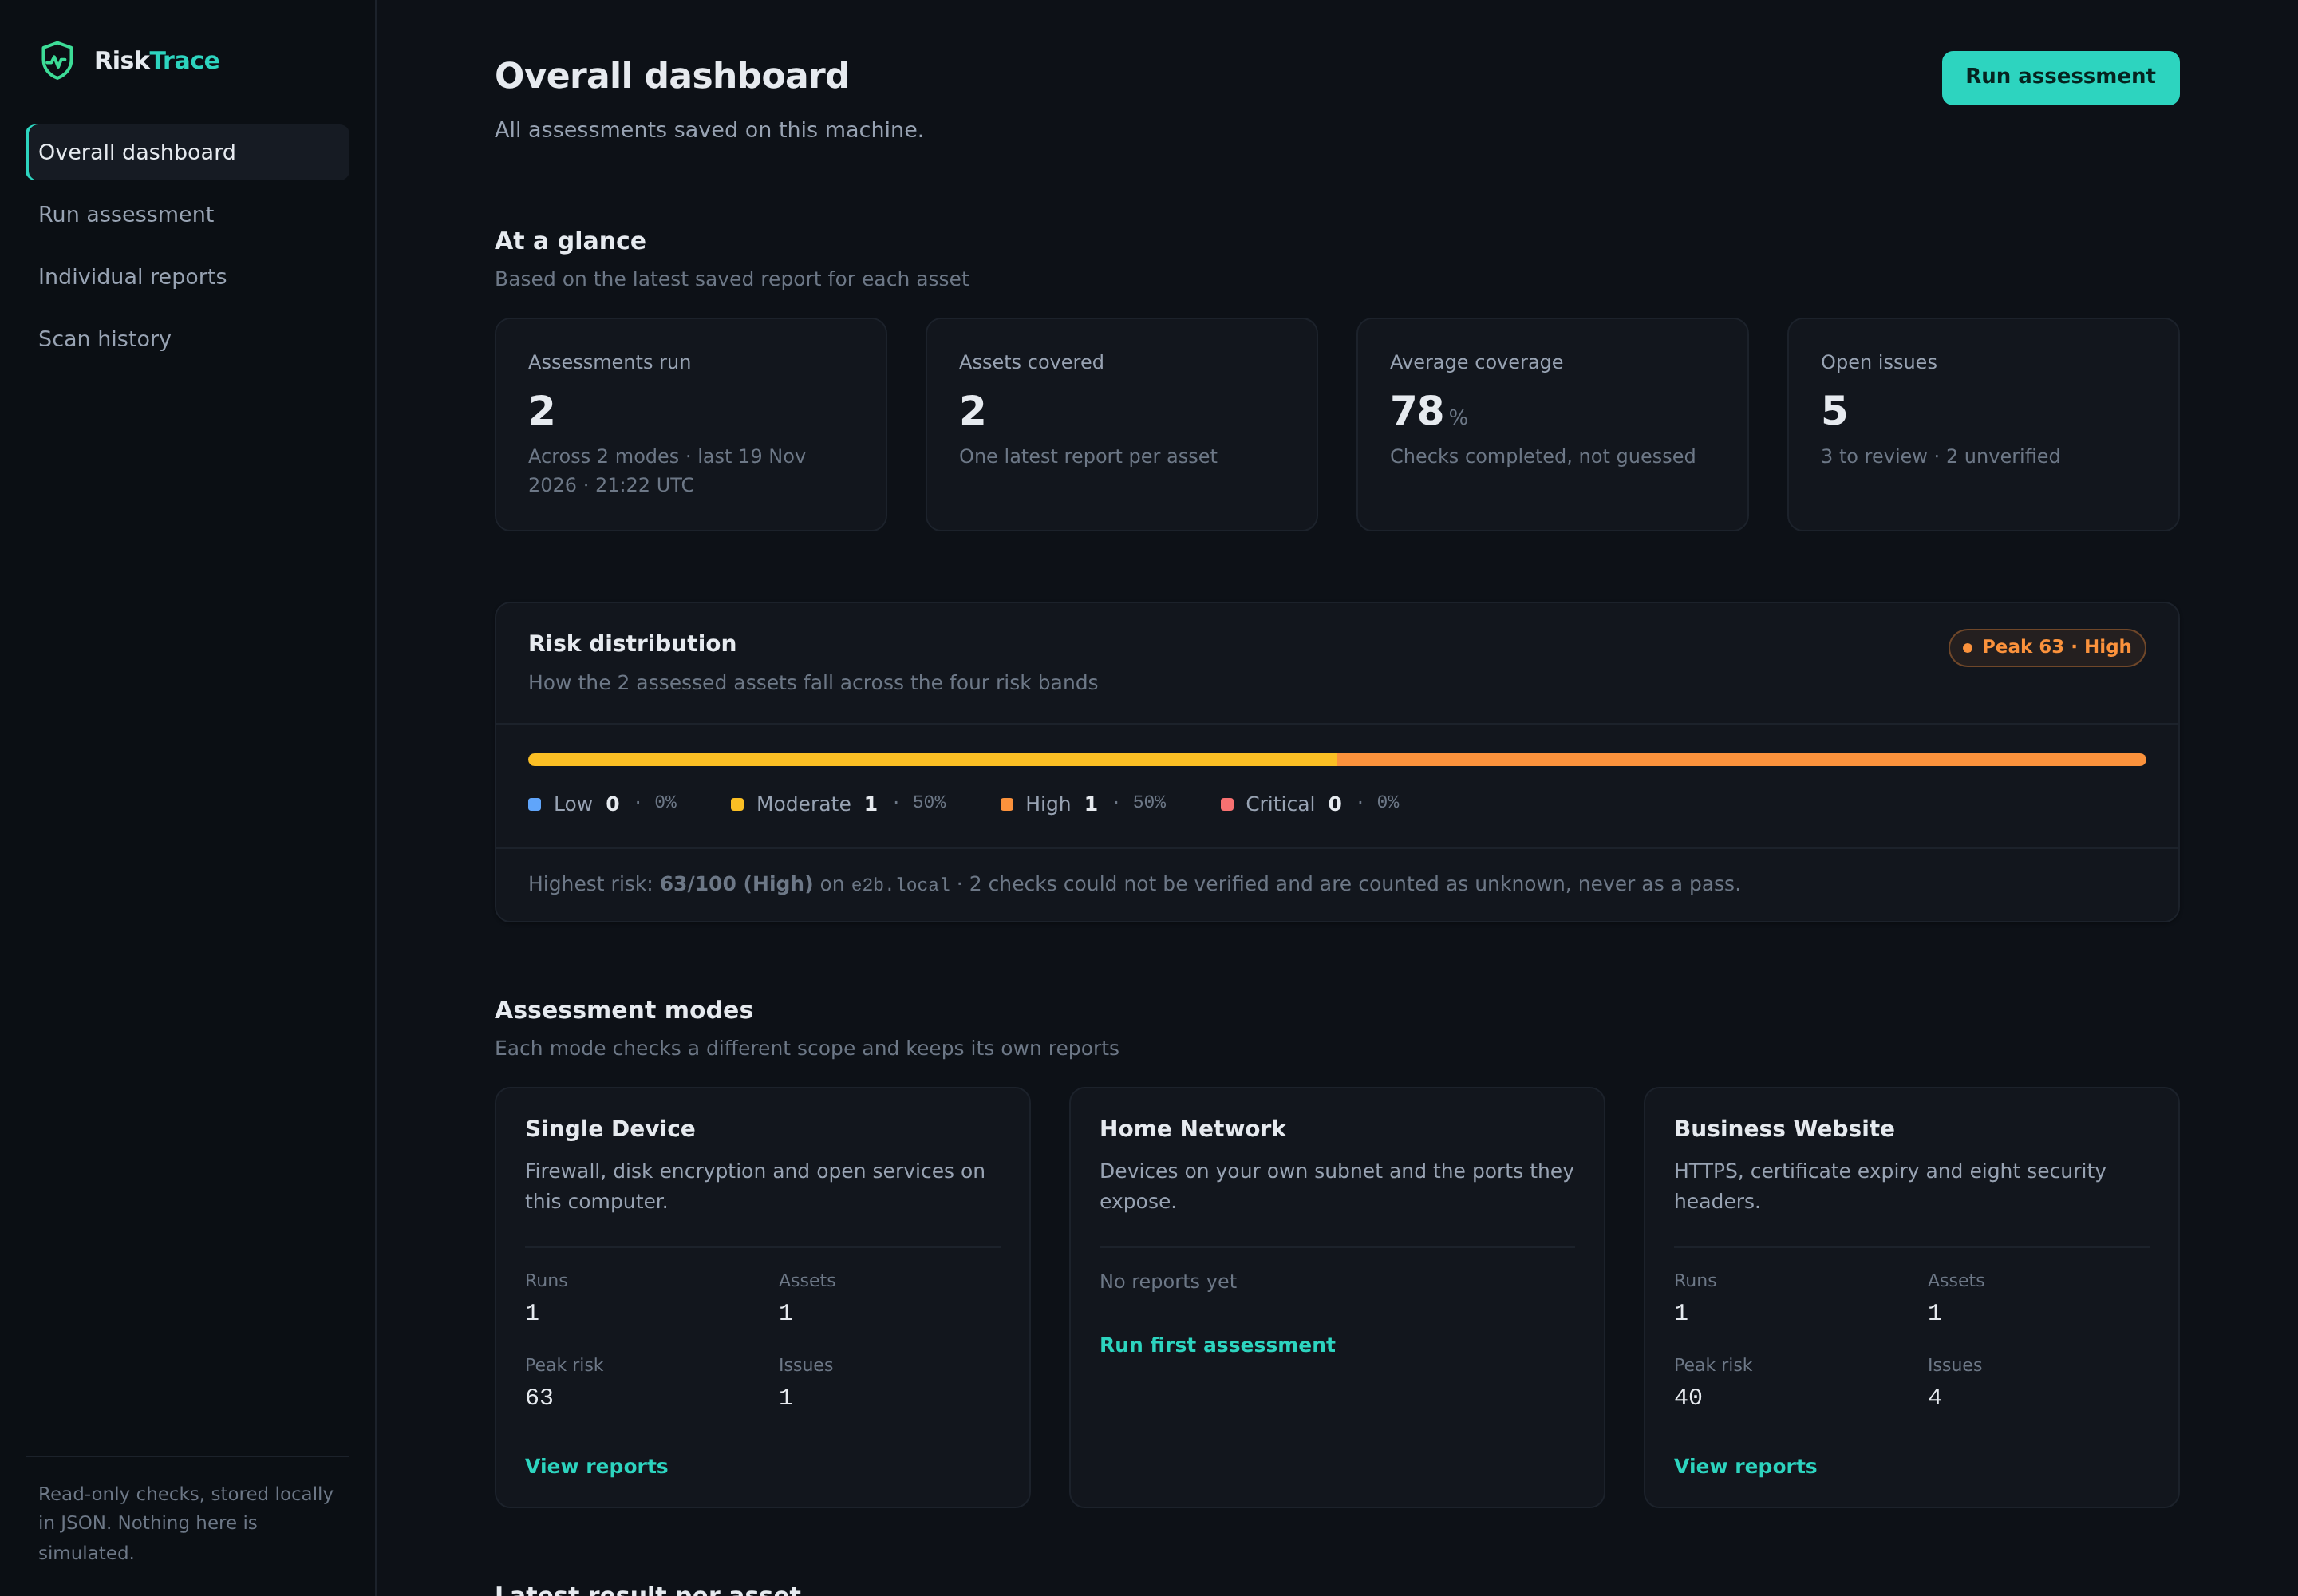 RiskTrace
Overall dashboard
Run assessment
Individual reports
Scan history
Read-only checks, stored locally
in JSON. Nothing here is
simulated.
Overall dashboard
Run assessment
All assessments saved on this machine.
At a glance
Based on the latest saved report for each asset
Assessments run
2
Across 2 modes · last 19 Nov
2026 · 21:22 UTC
Assets covered
2
One latest report per asset
Average coverage
78 %
Checks completed, not guessed
Open issues
5
3 to review · 2 unverified
Risk distribution
Peak 63 · High
How the 2 assessed assets fall across the four risk bands
Low 0 · 0% Moderate 1 · 50% High 1 · 50% Critical 0 · 0%
Highest risk: 63/100 (High) on e2b.local · 2 checks could not be verified and are counted as unknown, never as a pass.
Assessment modes
Each mode checks a different scope and keeps its own reports
Single Device
Firewall, disk encryption and open services on
this computer.
Runs Assets
1 1
Peak risk Issues
63 1
View reports
Home Network
Devices on your own subnet and the ports they
expose.
No reports yet
Run first assessment
Business Website
HTTPS, certificate expiry and eight security
headers.
Runs Assets
1 1
Peak risk Issues
40 4
View reports
Latest result per asset